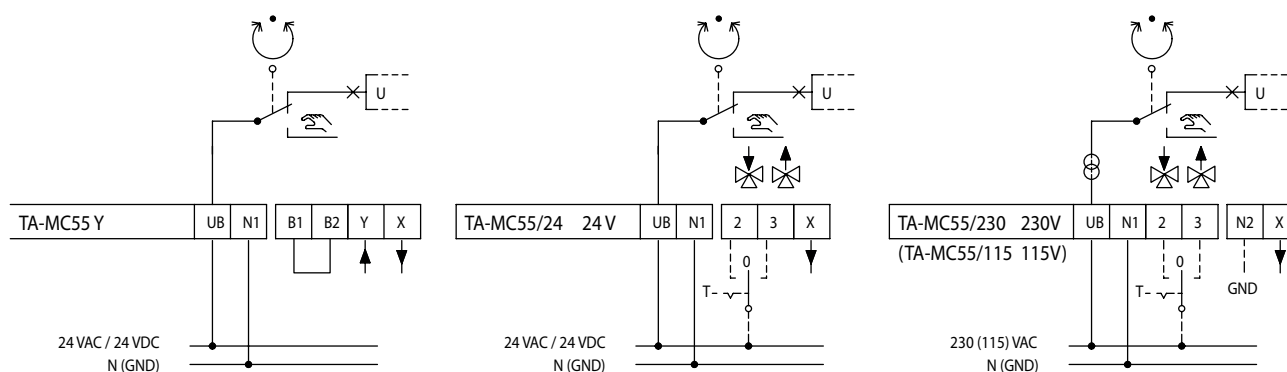 U
TA-MC55 Y UB N1 B1 B2 Y X
24 VAC / 24 VDC
N (GND)
U
TA-MC55/24 24 V UB N1 2 3 X
0
T
24 VAC / 24 VDC
N (GND)
U
TA-MC55/230 230V UB N1 2 3 N2 X
(TA-MC55/115 115V)
0
T
GND
230 (115) VAC
N (GND)